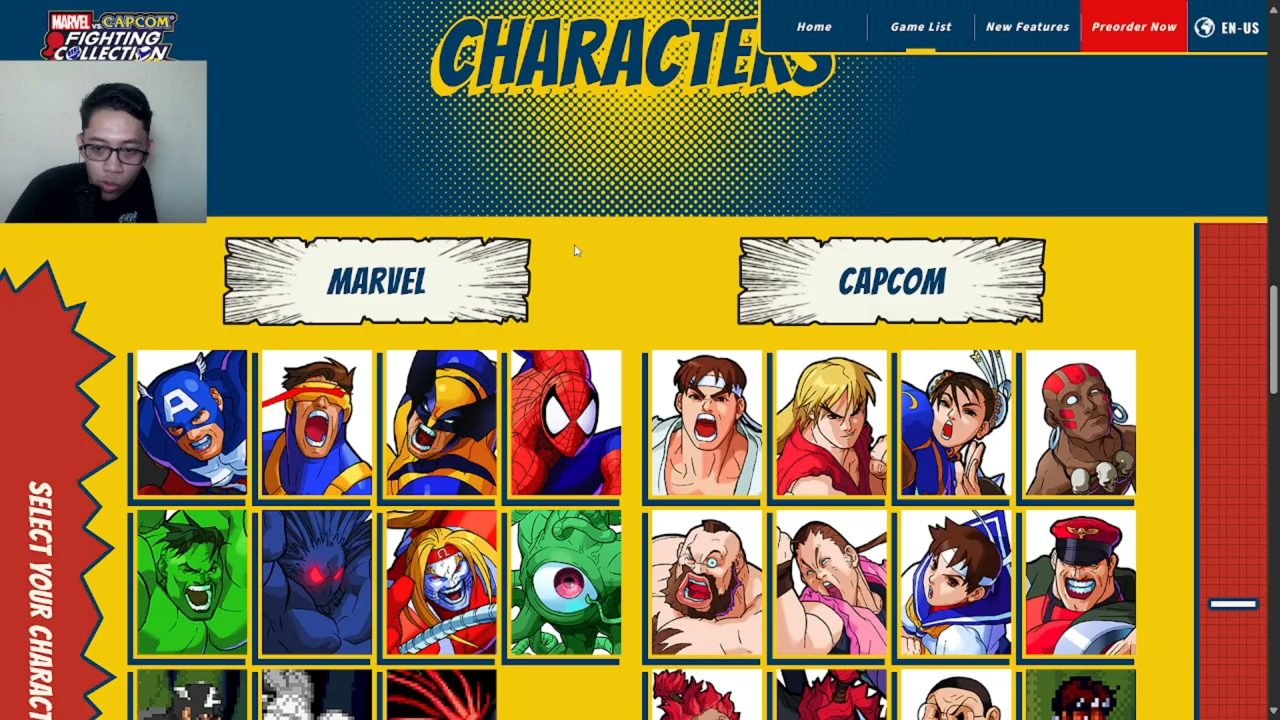 MARVEL VS. CAPCOM
FIGHTING
COLLECTION
Home
Game List
New Features
Preorder Now
EN-US
CHARACTERS
MARVEL
CAPCOM
A
SELECT YOUR CHARACT